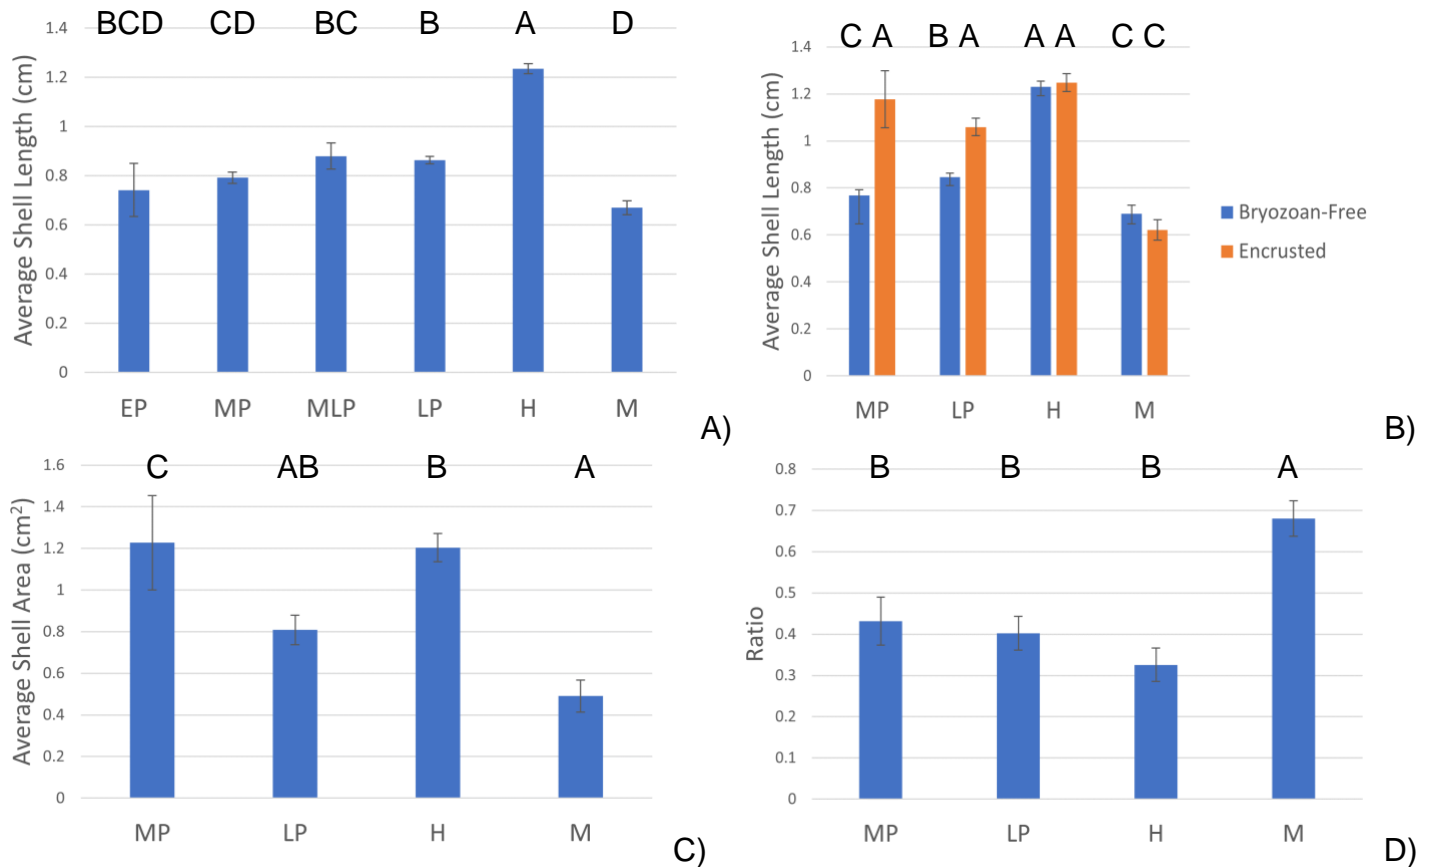 BCD CD BC B A D
1.4
1.2
1
0.8
0.6
0.4
0.2
0
Average Shell Length (cm)
EP MP MLP LP H M
A)
C A B A A A C C
1.4
1.2
1
0.8
0.6
0.4
0.2
0
Average Shell Length (cm)
MP LP H M
Bryozoan-Free
Encrusted
B)
C AB B A
1.6
1.4
1.2
1
0.8
0.6
0.4
0.2
0
Average Shell Area (cm²)
MP LP H M
C)
B B B A
0.8
0.7
0.6
0.5
0.4
0.3
0.2
0.1
0
Ratio
MP LP H M
D)